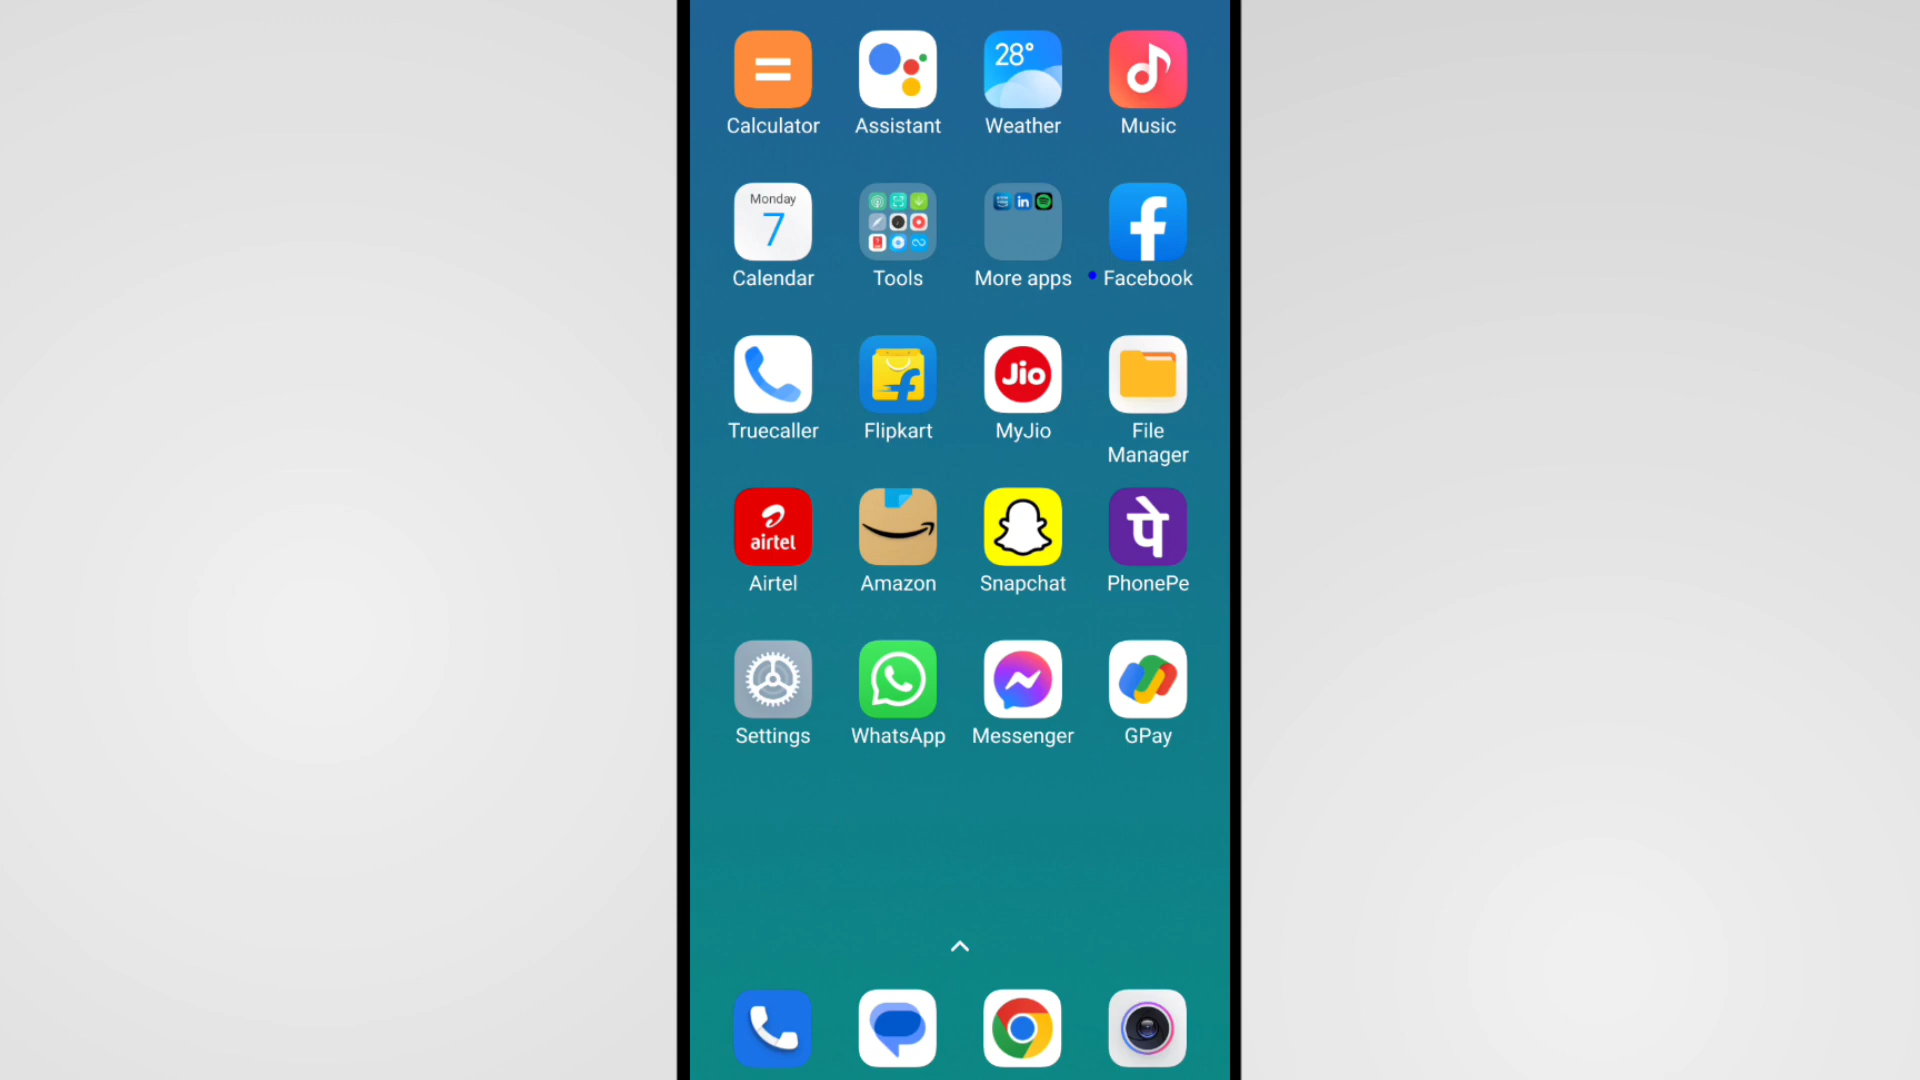 28°
Calculator
Assistant
Weather
Music
Monday
7
in
Calendar
Tools
More apps
Facebook
Jio
Truecaller
Flipkart
MyJio
File
Manager
airtel
पे
Airtel
Amazon
Snapchat
PhonePe
Settings
WhatsApp
Messenger
GPay